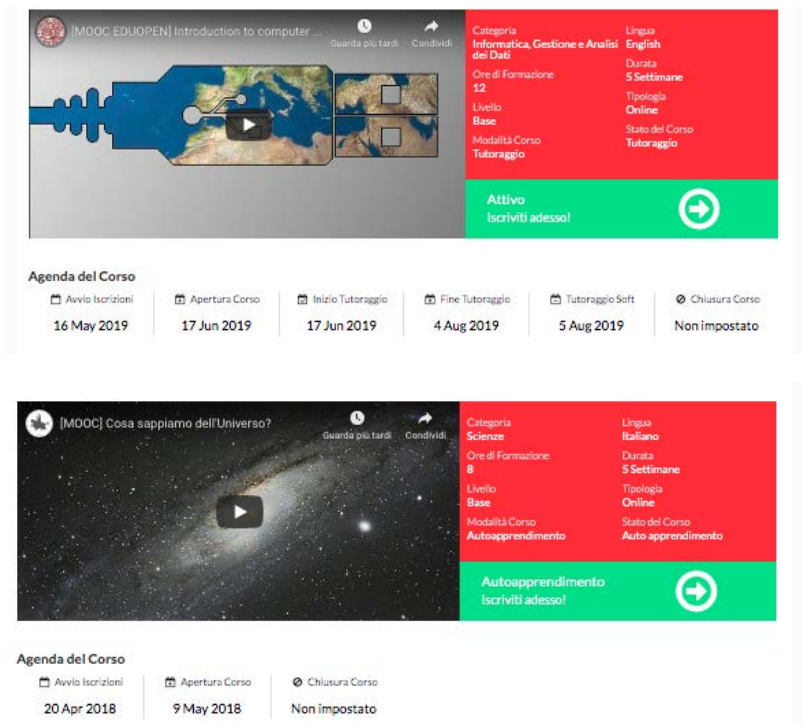 [MOOC EDUOPEN] Introduction to computer ...
Guarda più tardi
Condividi
Categoria
Informatica, Gestione e Analisi
dei Dati
Ore di Formazione
12
Livello
Base
Modalità Corso
Tutoraggio
Lingua
English
Durata
5 Settimane
Tipologia
Online
Stato del Corso
Tutoraggio
Attivo
Iscriviti adesso!
Agenda del Corso
Avvio Iscrizioni
16 May 2019
Apertura Corso
17 Jun 2019
Inizio Tutoraggio
17 Jun 2019
Fine Tutoraggio
4 Aug 2019
Tutoraggio Soft
5 Aug 2019
Chiusura Corso
Non impostato
[MOOC] Cosa sappiamo dell'Universo?
Guarda più tardi
Condividi
Categoria
Scienze
Ore di Formazione
8
Livello
Base
Modalità Corso
Autoapprendimento
Lingua
Italiano
Durata
5 Settimane
Tipologia
Online
Stato del Corso
Auto apprendimento
Autoapprendimento
Iscriviti adesso!
Agenda del Corso
Avvio Iscrizioni
20 Apr 2018
Apertura Corso
9 May 2018
Chiusura Corso
Non impostato